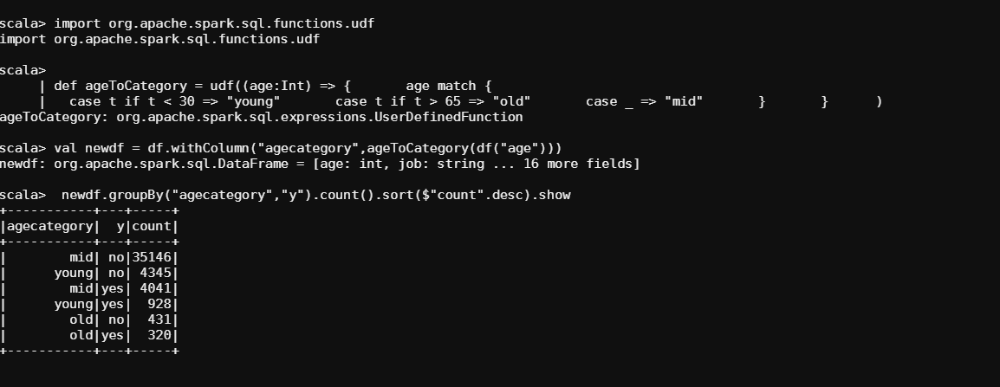 scala> import org.apache.spark.sql.functions.udf
import org.apache.spark.sql.functions.udf
scala>
     | def ageToCategory = udf((age:Int) => {       age match {
     |   case t if t < 30 => "young"       case t if t > 65 => "old"       case _ => "mid"       }       }      )
ageToCategory: org.apache.spark.sql.expressions.UserDefinedFunction
scala> val newdf = df.withColumn("agecategory",ageToCategory(df("age")))
newdf: org.apache.spark.sql.DataFrame = [age: int, job: string ... 16 more fields]
scala>  newdf.groupBy("agecategory","y").count().sort($"count".desc).show
+-----------+---+-----+
|agecategory|  y|count|
+-----------+---+-----+
|        mid| no|35146|
|      young| no| 4345|
|        mid|yes| 4041|
|      young|yes|  928|
|        old| no|  431|
|        old|yes|  320|
+-----------+---+-----+